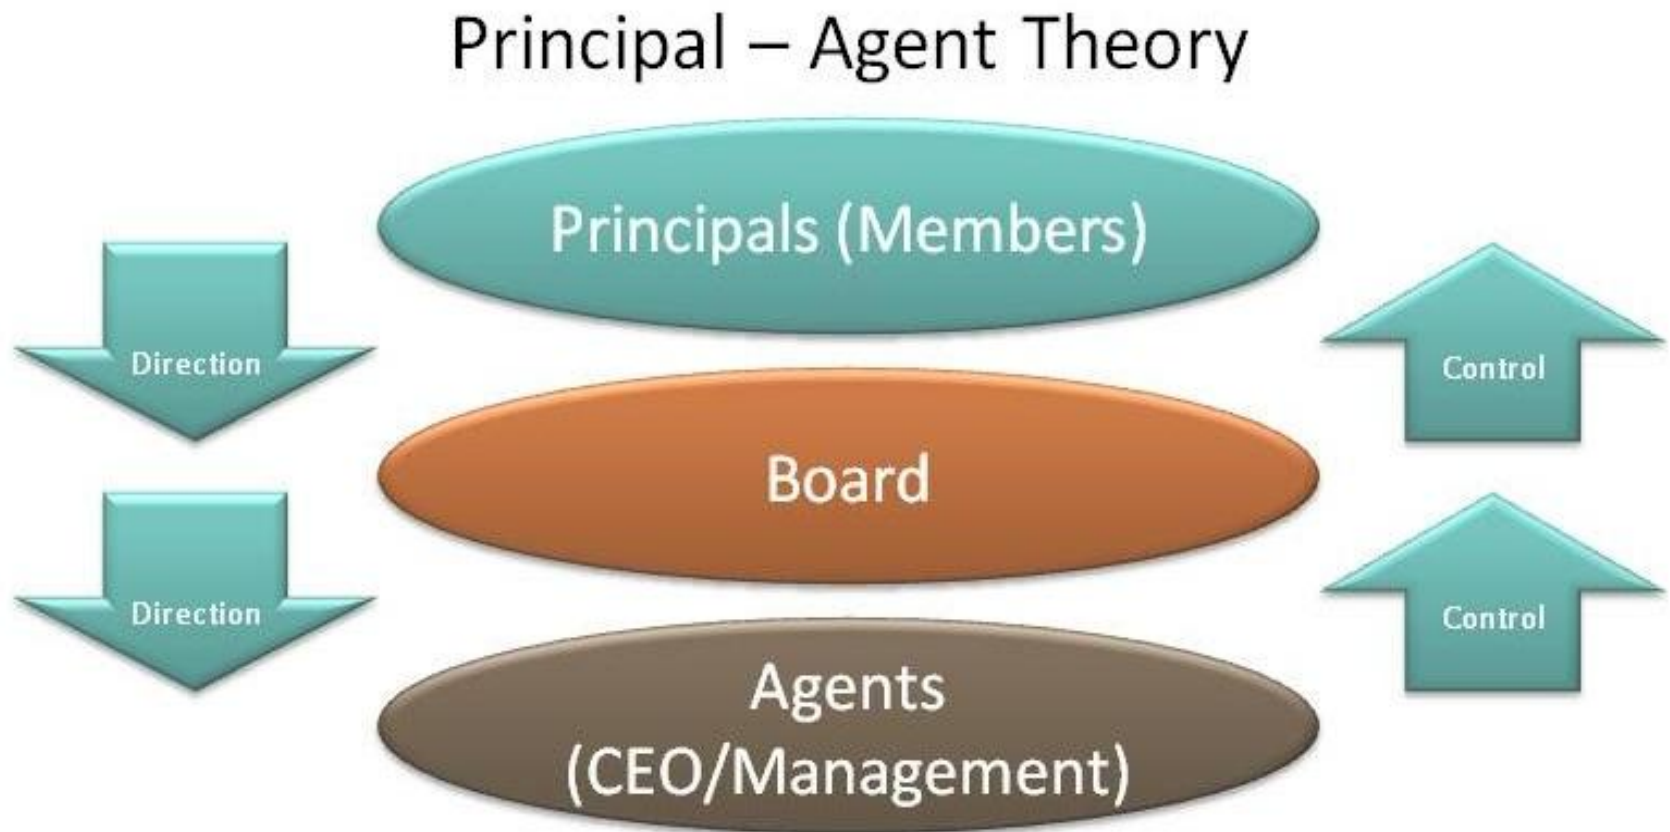 Principal – Agent Theory
Principals (Members)
Direction
Control
Board
Direction
Control
Agents
(CEO/Management)